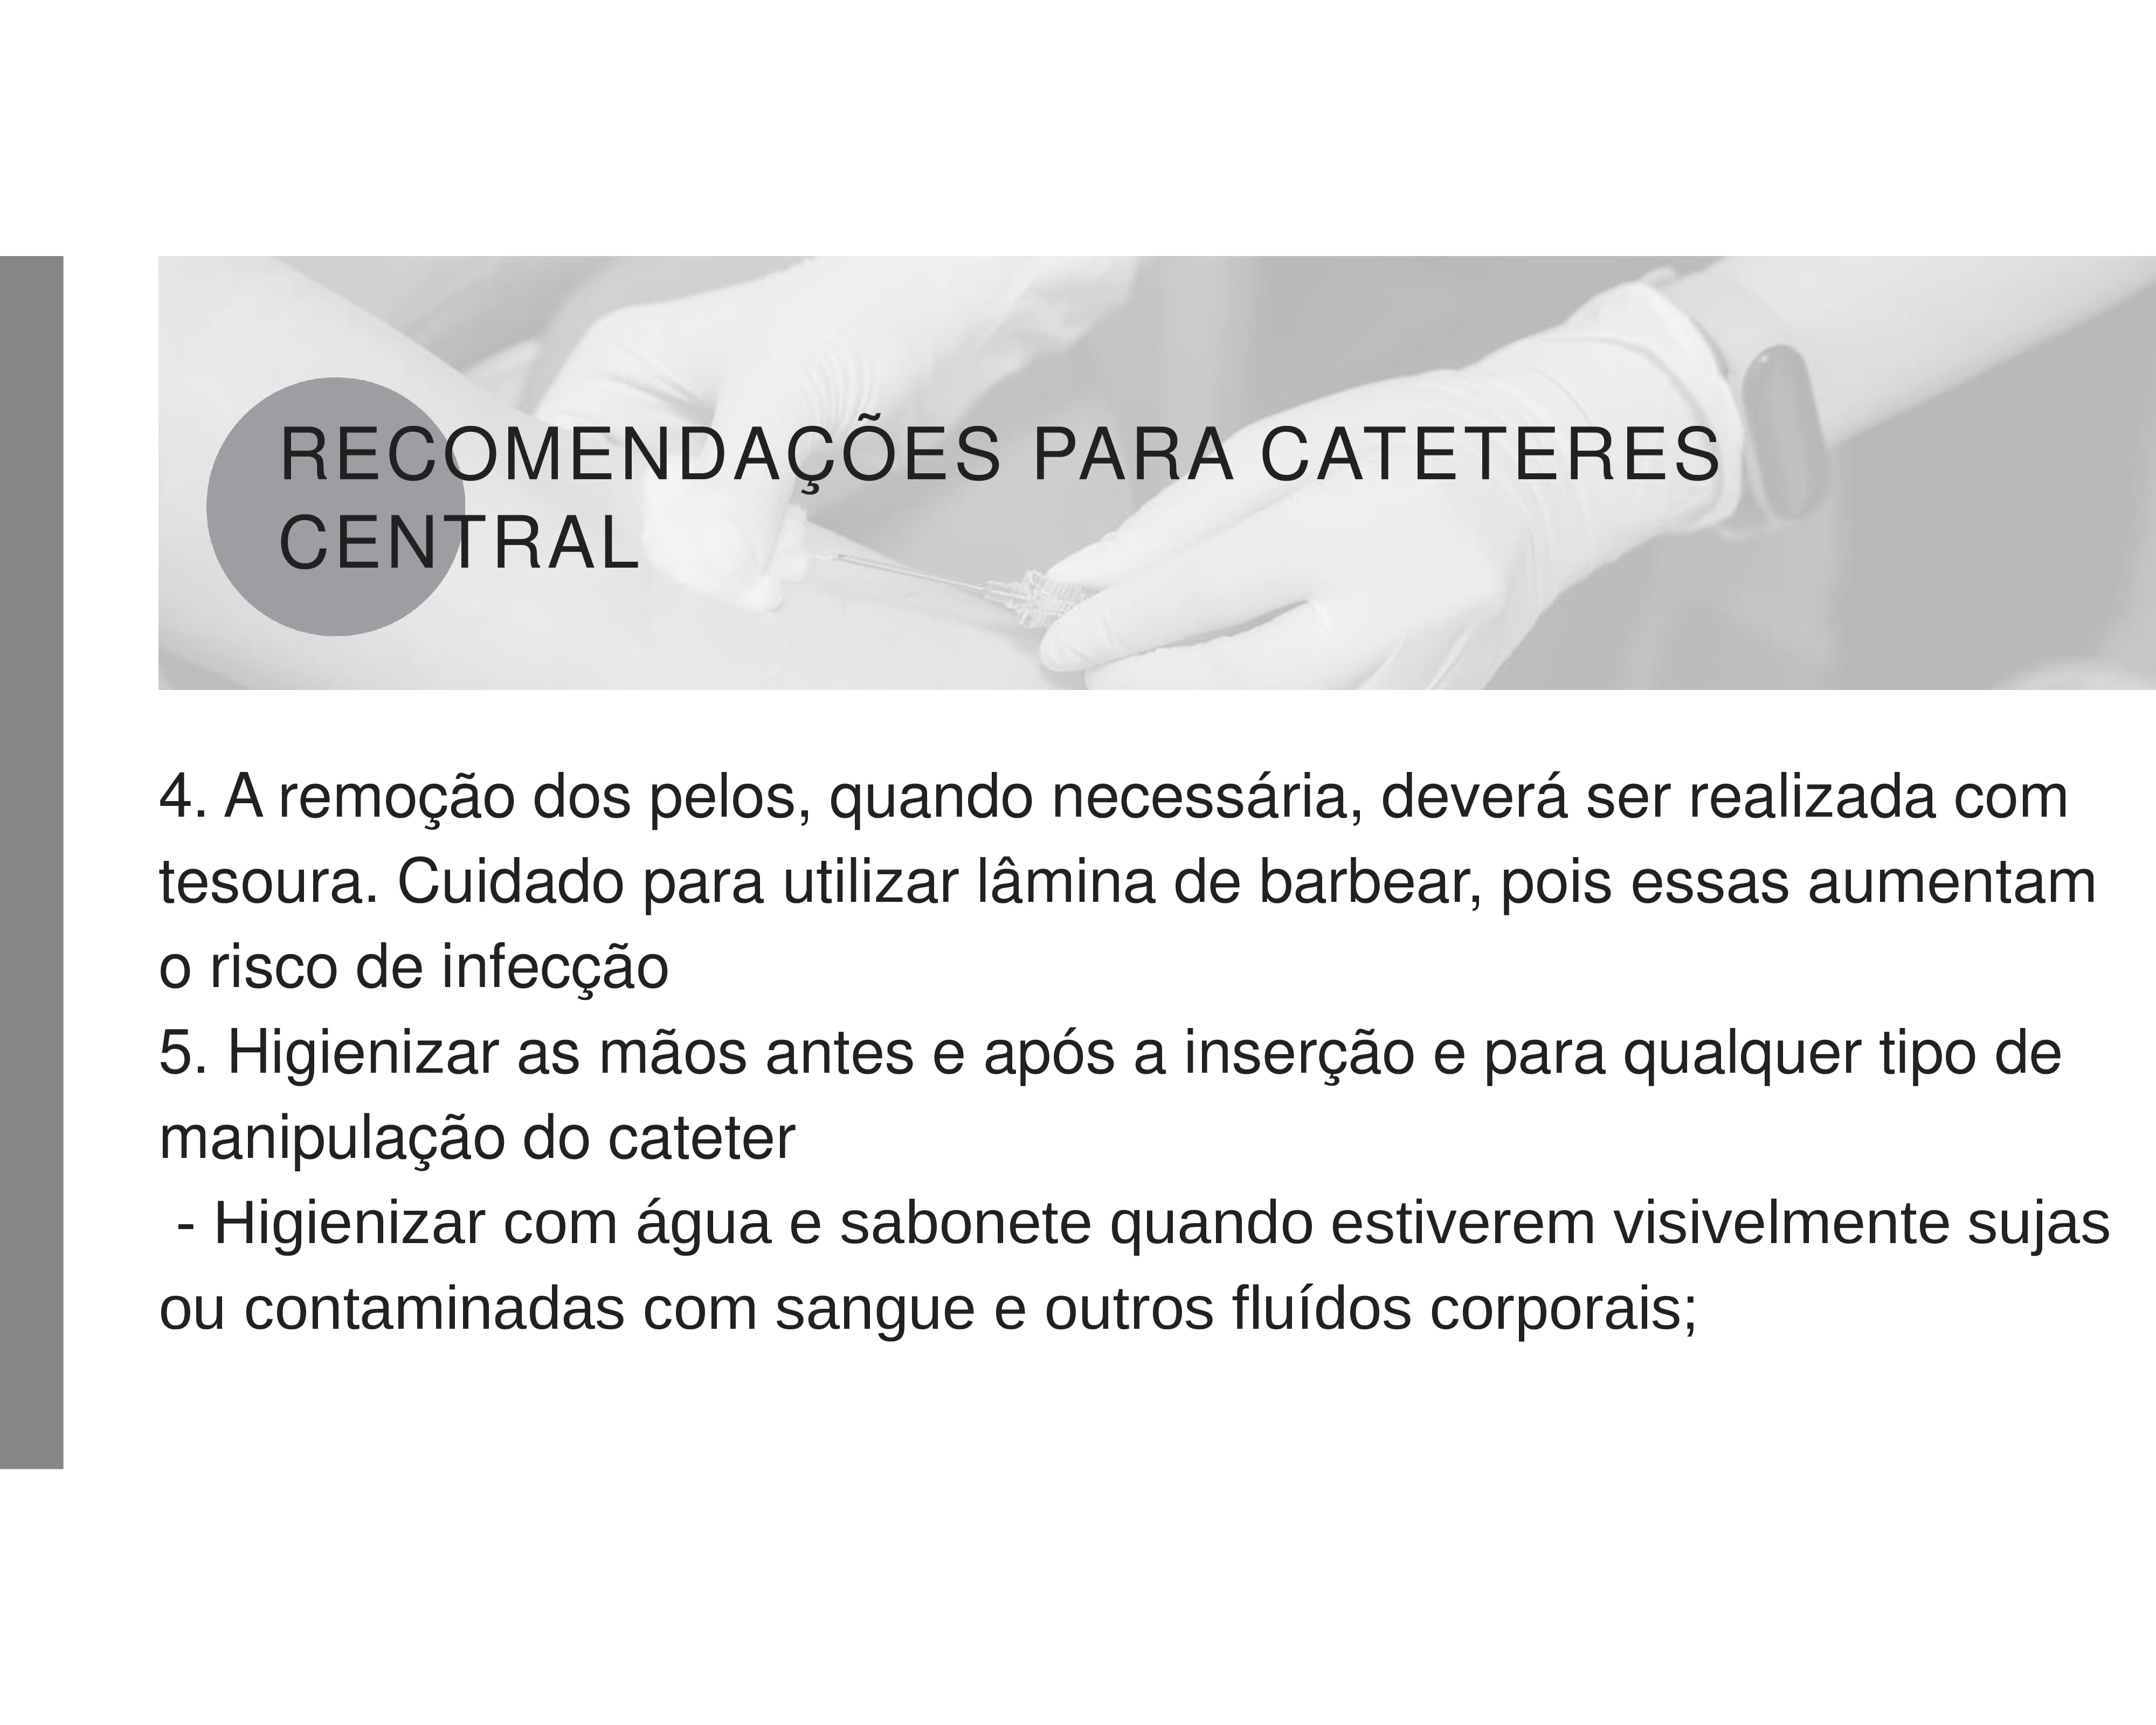 RECOMENDAÇÕES PARA CATETERES
CENTRAL
4. A remoção dos pelos, quando necessária, deverá ser realizada com
tesoura. Cuidado para utilizar lâmina de barbear, pois essas aumentam
o risco de infecção
5. Higienizar as mãos antes e após a inserção e para qualquer tipo de
manipulação do cateter
- Higienizar com água e sabonete quando estiverem visivelmente sujas
ou contaminadas com sangue e outros fluídos corporais;